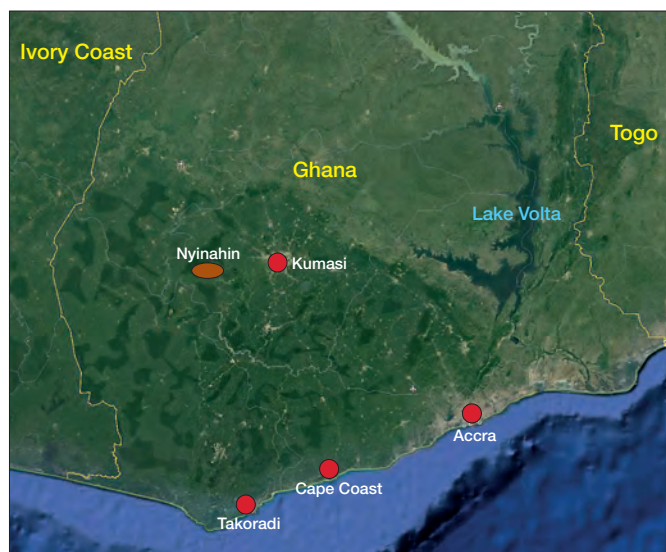 Ivory Coast
Togo
Ghana
Lake Volta
Nyinahin
Kumasi
Accra
Cape Coast
Takoradi